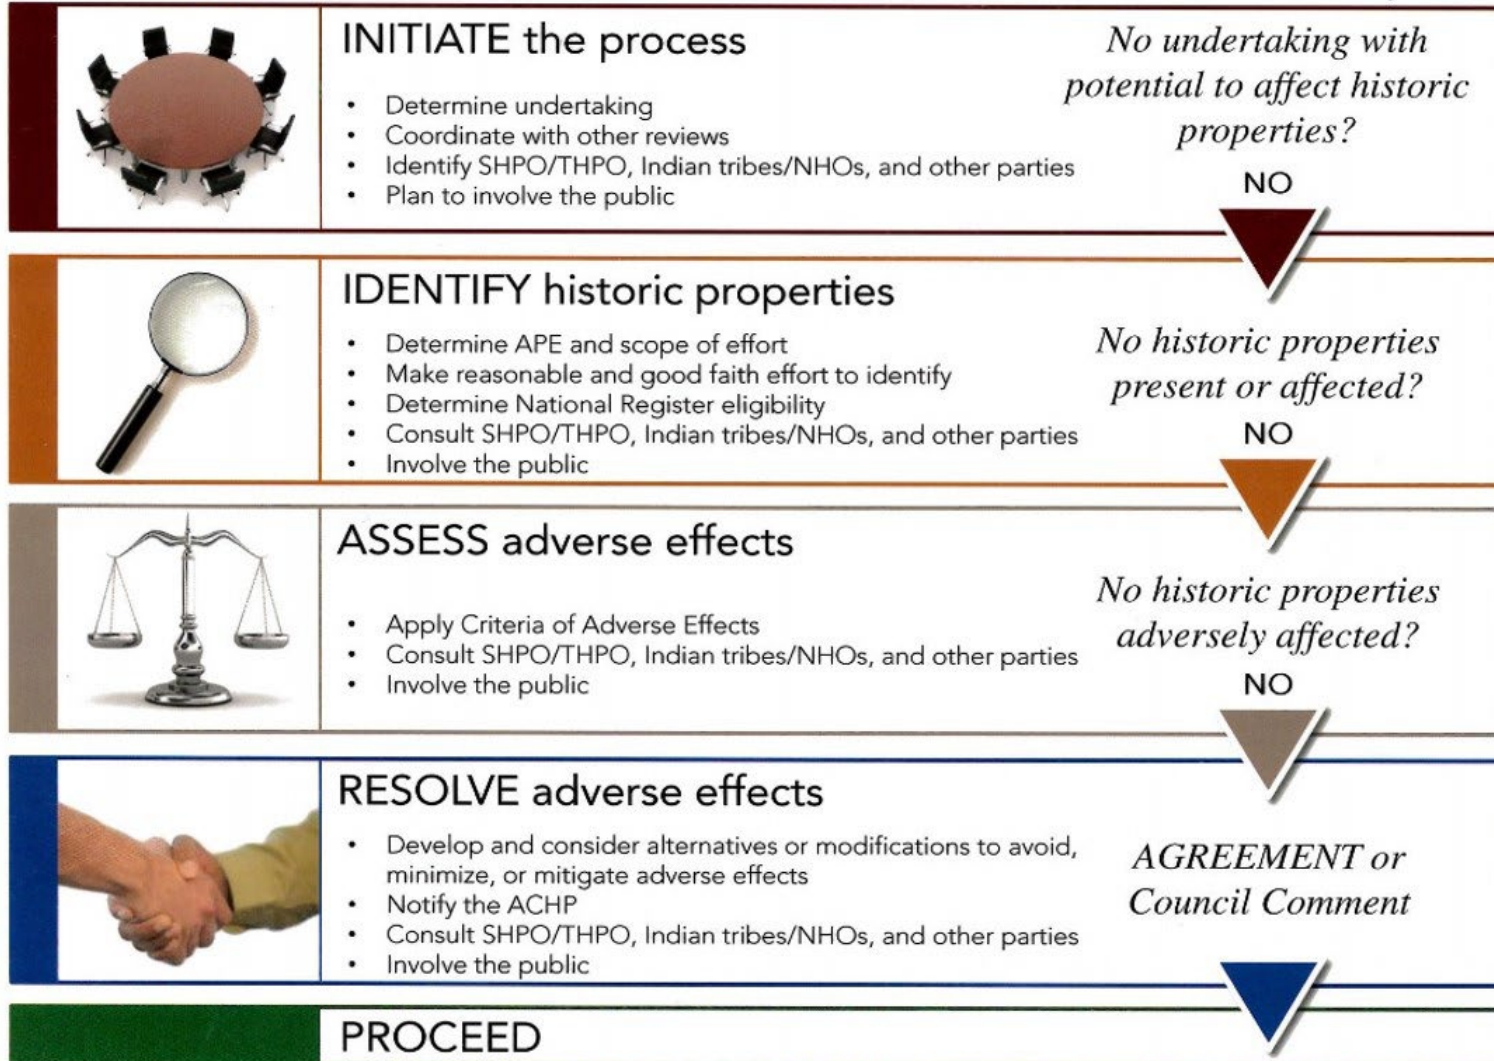 INITIATE the process
• Determine undertaking
• Coordinate with other reviews
• Identify SHPO/THPO, Indian tribes/NHOs, and other parties
• Plan to involve the public
No undertaking with
potential to affect historic
properties?
NO
IDENTIFY historic properties
• Determine APE and scope of effort
• Make reasonable and good faith effort to identify
• Determine National Register eligibility
• Consult SHPO/THPO, Indian tribes/NHOs, and other parties
• Involve the public
No historic properties
present or affected?
NO
ASSESS adverse effects
• Apply Criteria of Adverse Effects
• Consult SHPO/THPO, Indian tribes/NHOs, and other parties
• Involve the public
No historic properties
adversely affected?
NO
RESOLVE adverse effects
• Develop and consider alternatives or modifications to avoid,
minimize, or mitigate adverse effects
• Notify the ACHP
• Consult SHPO/THPO, Indian tribes/NHOs, and other parties
• Involve the public
AGREEMENT or
Council Comment
PROCEED